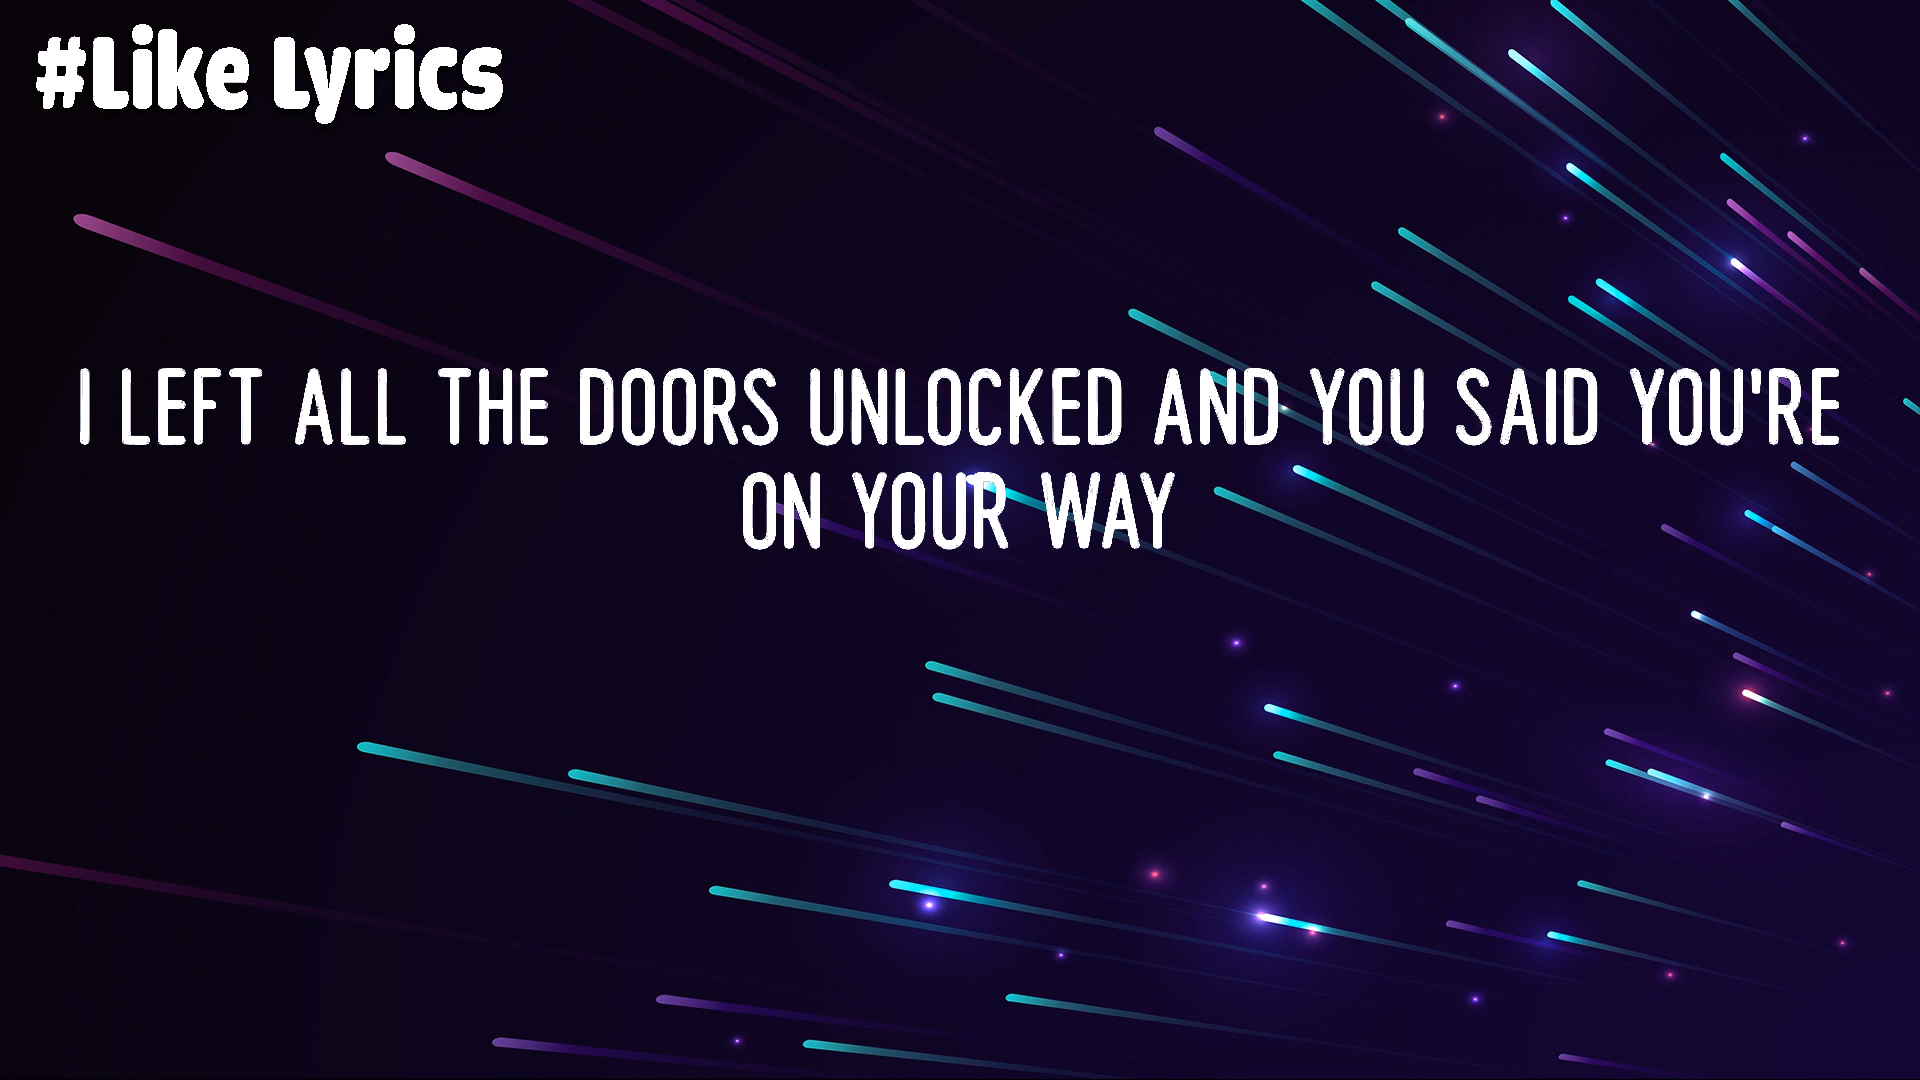 #Like Lyrics
I LEFT ALL THE DOORS UNLOCKED AND YOU SAID YOU'RE
ON YOUR WAY